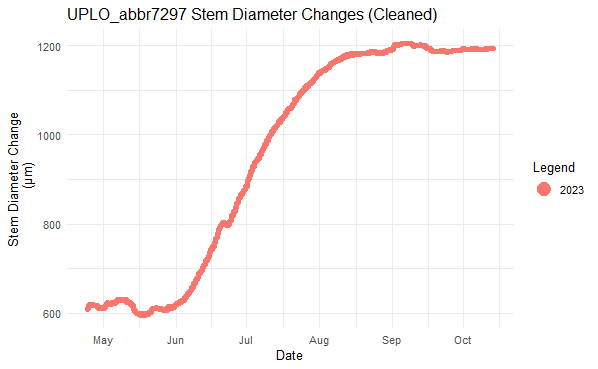 UPLO_abbr7297 Stem Diameter Changes (Cleaned)
1200
1000
800
600
Stem Diameter Change
(µm)
May Jun Jul Aug Sep Oct
Date
Legend
2023